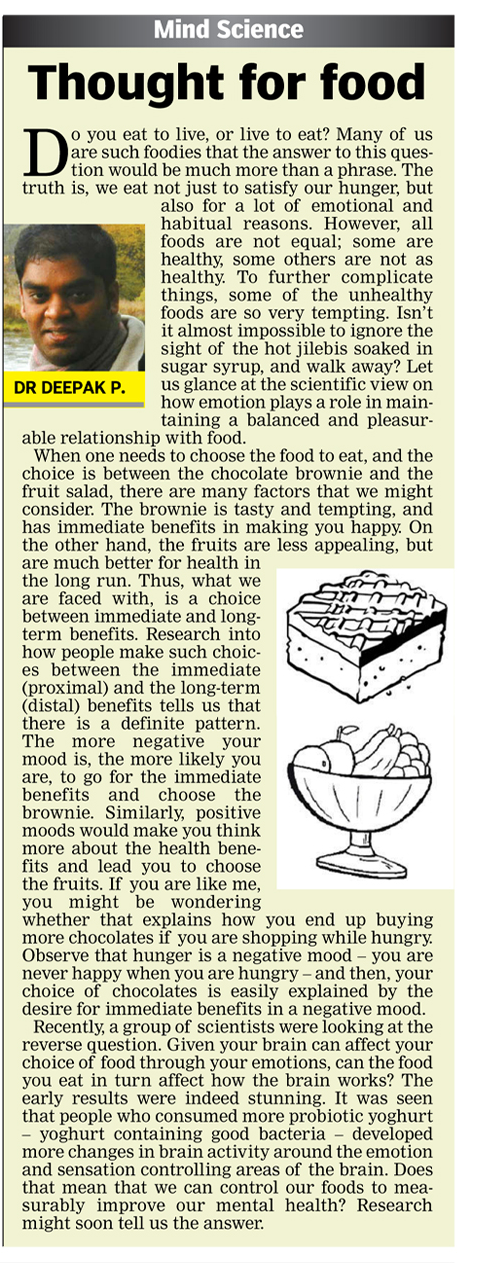 Mind Science
Thought for food
Do you eat to live, or live to eat? Many of us
are such foodies that the answer to this ques-
tion would be much more than a phrase. The
truth is, we eat not just to satisfy our hunger, but
also for a lot of emotional and
habitual reasons. However, all
foods are not equal; some are
healthy, some others are not as
healthy. To further complicate
things, some of the unhealthy
foods are so very tempting. Isn't
it almost impossible to ignore the
sight of the hot jilebis soaked in
sugar syrup, and walk away? Let
us glance at the scientific view on
how emotion plays a role in main-
taining a balanced and pleasur-
able relationship with food.
DR DEEPAK P.
When one needs to choose the food to eat, and the
choice is between the chocolate brownie and the
fruit salad, there are many factors that we might
consider. The brownie is tasty and tempting, and
has immediate benefits in making you happy. On
the other hand, the fruits are less appealing, but
are much better for health in
the long run. Thus, what we
are faced with, is a choice
between immediate and long-
term benefits. Research into
how people make such choic-
es between the immediate
(proximal) and the long-term
(distal) benefits tells us that
there is a definite pattern.
The more negative your
mood is, the more likely you
are, to go for the immediate
benefits and choose the
brownie. Similarly, positive
moods would make you think
more about the health bene-
fits and lead you to choose
the fruits. If you are like me,
you might be wondering
whether that explains how you end up buying
more chocolates if you are shopping while hungry.
Observe that hunger is a negative mood – you are
never happy when you are hungry – and then, your
choice of chocolates is easily explained by the
desire for immediate benefits in a negative mood.
Recently, a group of scientists were looking at the
reverse question. Given your brain can affect your
choice of food through your emotions, can the food
you eat in turn affect how the brain works? The
early results were indeed stunning. It was seen
that people who consumed more probiotic yoghurt
– yoghurt containing good bacteria – developed
more changes in brain activity around the emotion
and sensation controlling areas of the brain. Does
that mean that we can control our foods to mea-
surably improve our mental health? Research
might soon tell us the answer.